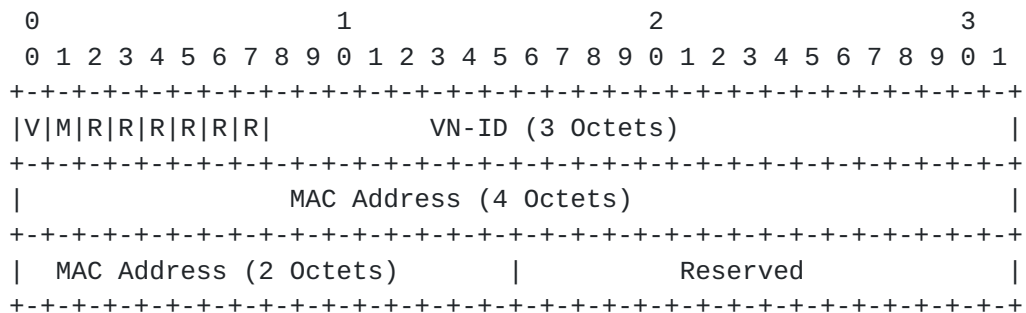 0                   1                   2                   3
 0 1 2 3 4 5 6 7 8 9 0 1 2 3 4 5 6 7 8 9 0 1 2 3 4 5 6 7 8 9 0 1
+-+-+-+-+-+-+-+-+-+-+-+-+-+-+-+-+-+-+-+-+-+-+-+-+-+-+-+-+-+-+-+-+
|V|M|R|R|R|R|R|R|          VN-ID (3 Octets)                     |
+-+-+-+-+-+-+-+-+-+-+-+-+-+-+-+-+-+-+-+-+-+-+-+-+-+-+-+-+-+-+-+-+
|                 MAC Address (4 Octets)                        |
+-+-+-+-+-+-+-+-+-+-+-+-+-+-+-+-+-+-+-+-+-+-+-+-+-+-+-+-+-+-+-+-+
|  MAC Address (2 Octets)       |          Reserved             |
+-+-+-+-+-+-+-+-+-+-+-+-+-+-+-+-+-+-+-+-+-+-+-+-+-+-+-+-+-+-+-+-+